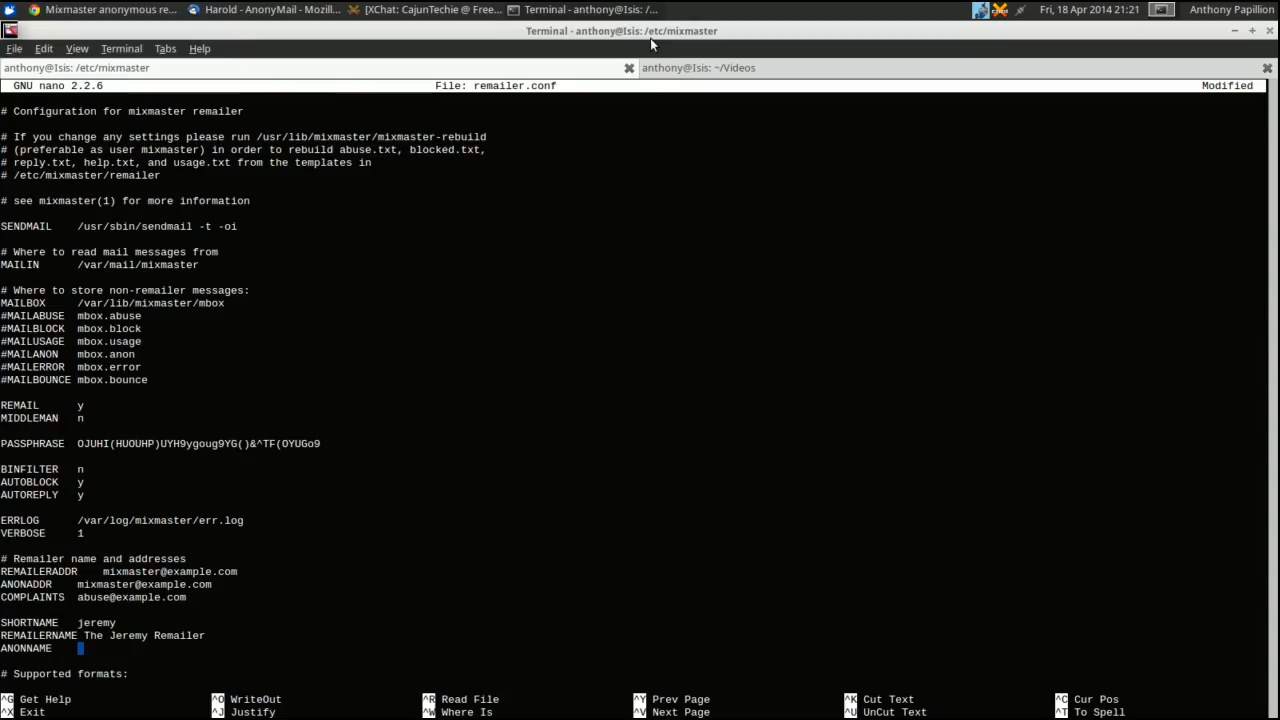 Mixmaster anonymous re...
Harold - AnonyMail - Mozill...
[XChat: CajunTechie @ Free...
Terminal - anthony@Isis: /...
Fri, 18 Apr 2014 21:21
Anthony Papillion
Terminal - anthony@Isis: /etc/mixmaster
File Edit View Terminal Tabs Help
anthony@Isis: /etc/mixmaster
anthony@Isis: ~/Videos
GNU nano 2.2.6 File: remailer.conf Modified
# Configuration for mixmaster remailer
# If you change any settings please run /usr/lib/mixmaster/mixmaster-rebuild
# (preferable as user mixmaster) in order to rebuild abuse.txt, blocked.txt,
# reply.txt, help.txt, and usage.txt from the templates in
# /etc/mixmaster/remailer
# see mixmaster(1) for more information
SENDMAIL /usr/sbin/sendmail -t -oi
# Where to read mail messages from
MAILIN /var/mail/mixmaster
# Where to store non-remailer messages:
MAILBOX /var/lib/mixmaster/mbox
#MAILABUSE mbox.abuse
#MAILBLOCK mbox.block
#MAILUSAGE mbox.usage
#MAILANON mbox.anon
#MAILERROR mbox.error
#MAILBOUNCE mbox.bounce
REMAIL y
MIDDLEMAN n
PASSPHRASE OJUHI(HUOUHP)UYH9ygoug9YG()&^TF(OYUGo9
BINFILTER n
AUTOBLOCK y
AUTOREPLY y
ERRLOG /var/log/mixmaster/err.log
VERBOSE 1
# Remailer name and addresses
REMAILERADDR mixmaster@example.com
ANONADDR mixmaster@example.com
COMPLAINTS abuse@example.com
SHORTNAME jeremy
REMAILERNAME The Jeremy Remailer
ANONNAME
# Supported formats:
^G Get Help ^O WriteOut ^R Read File ^Y Prev Page ^K Cut Text ^C Cur Pos
^X Exit ^J Justify ^W Where Is ^V Next Page ^U UnCut Text ^T To Spell